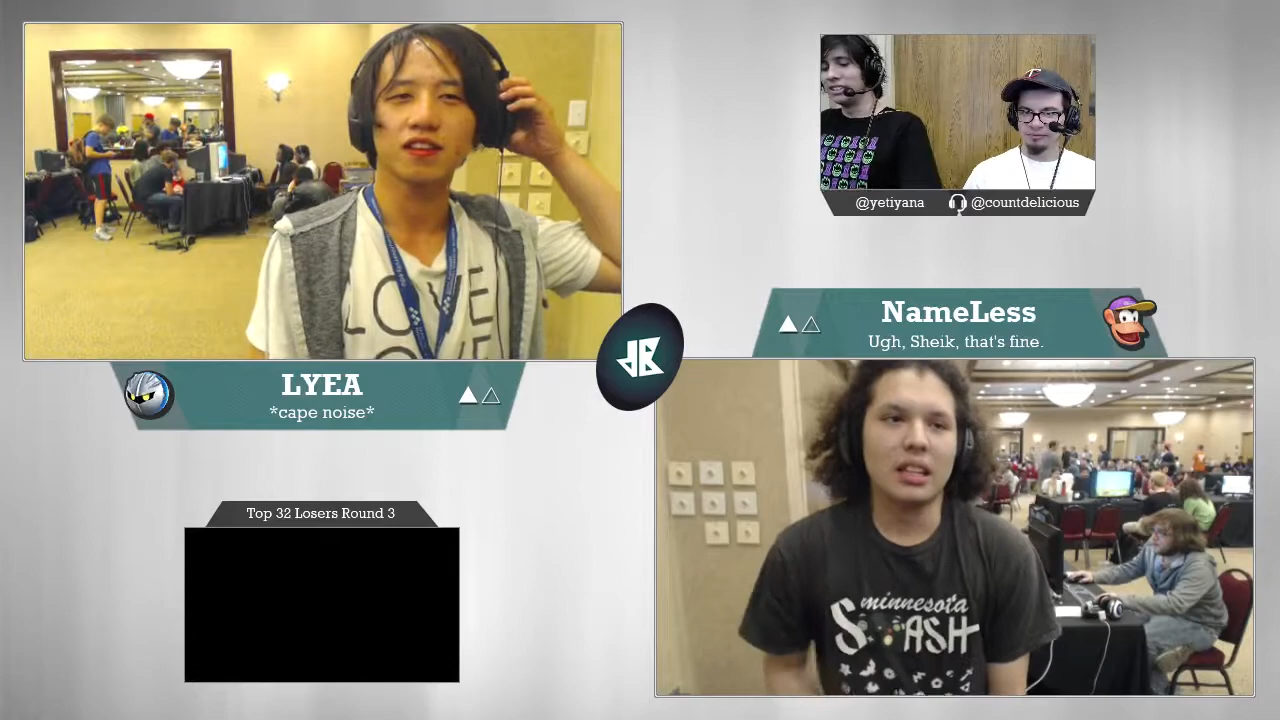 @yetiyana
@countdelicious
NameLess
Ugh, Sheik, that's fine.
LYEA
*cape noise*
Top 32 Losers Round 3
LOVE
minnesota
SMASH